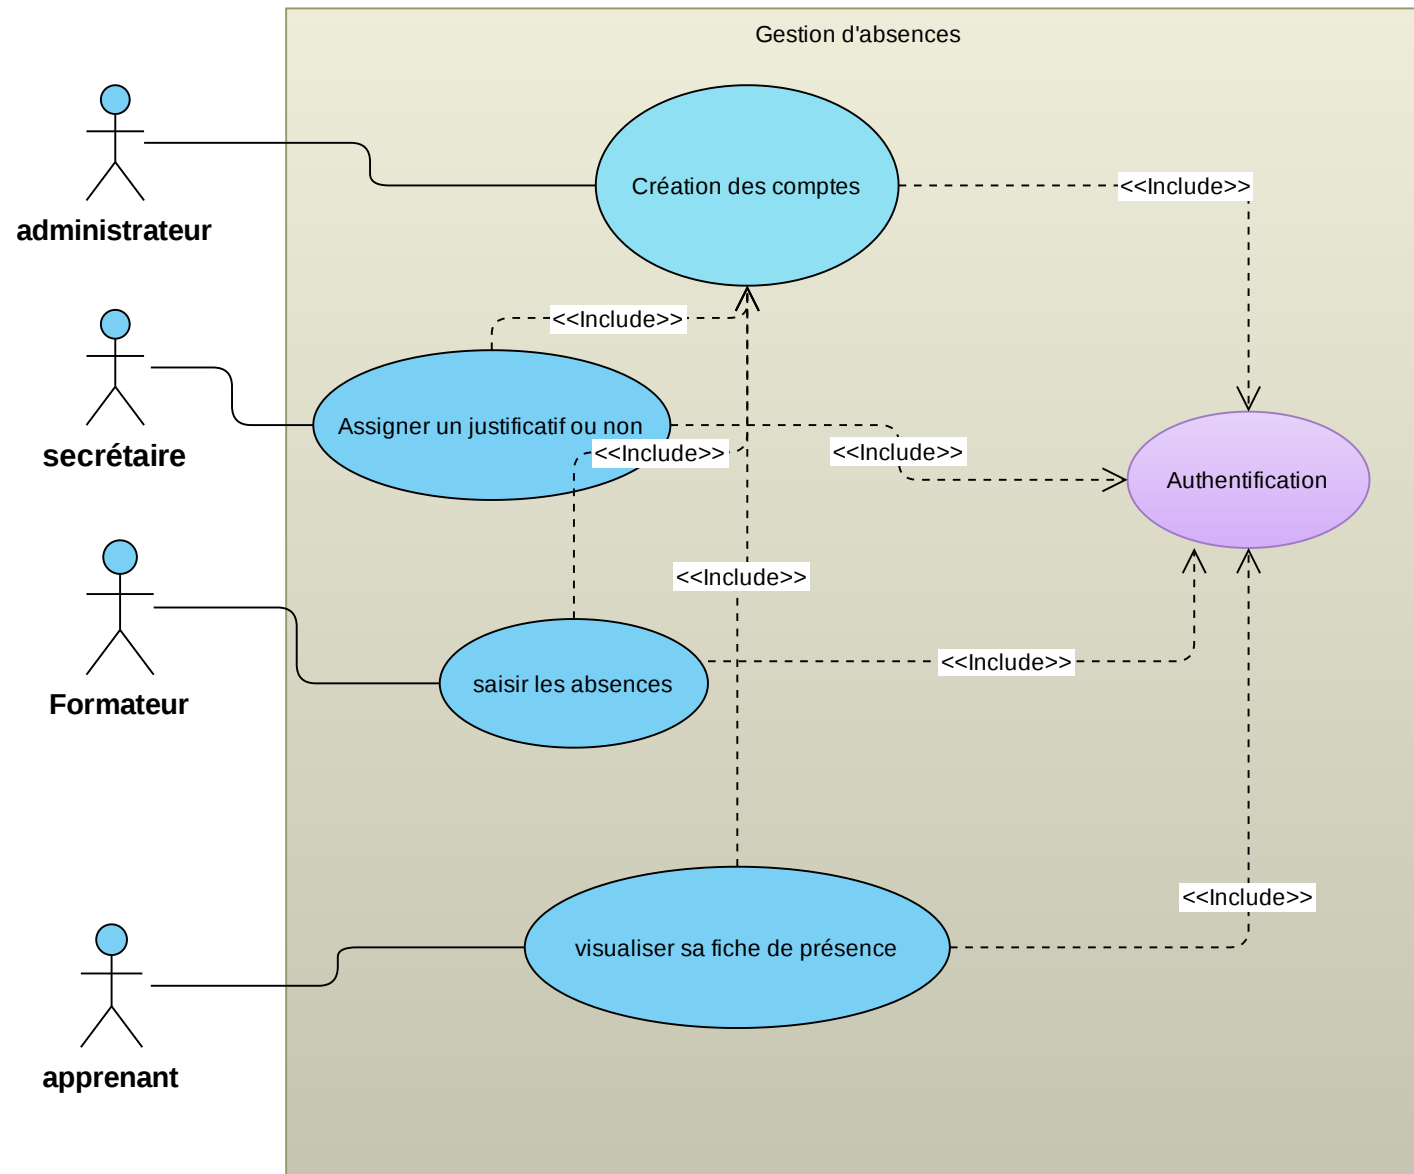 Gestion d'absences
administrateur
Création des comptes
<<Include>>
<<Include>>
secrétaire
Assigner un justificatif ou non
<<Include>>
<<Include>>
Authentification
<<Include>>
Formateur
saisir les absences
<<Include>>
<<Include>>
visualiser sa fiche de présence
apprenant